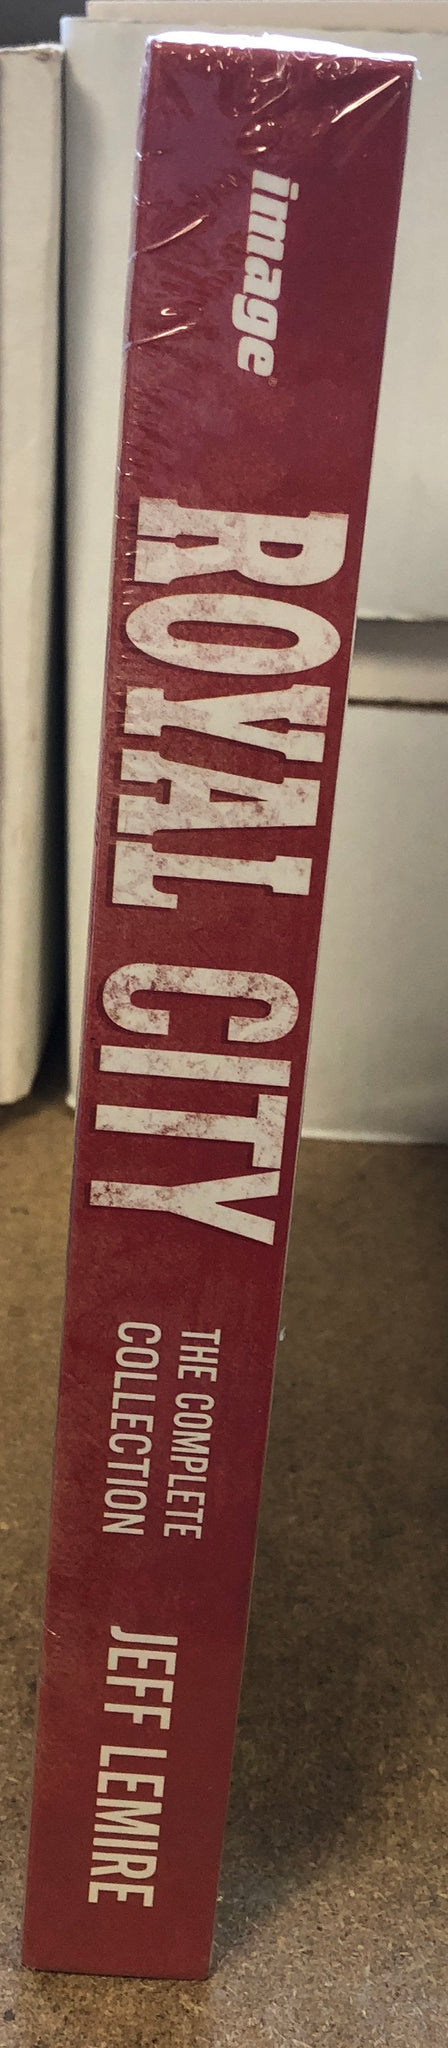 image
ROYAL CITY
THE COMPLETE
COLLECTION
JEFF LEMIRE